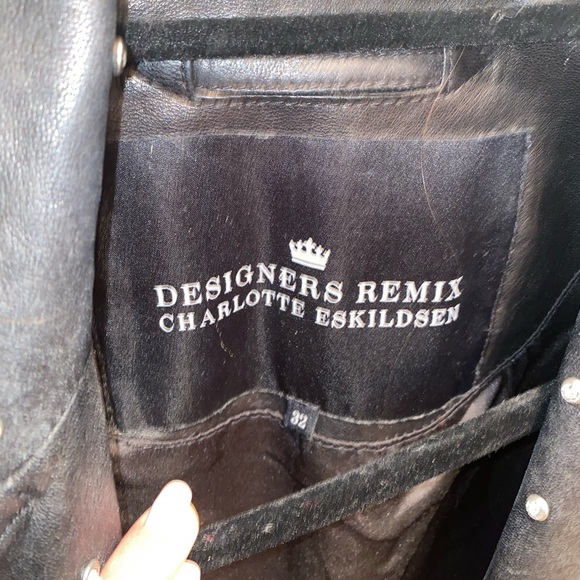 DESIGNERS REMIX
CHARLOTTE ESKILDSEN
32